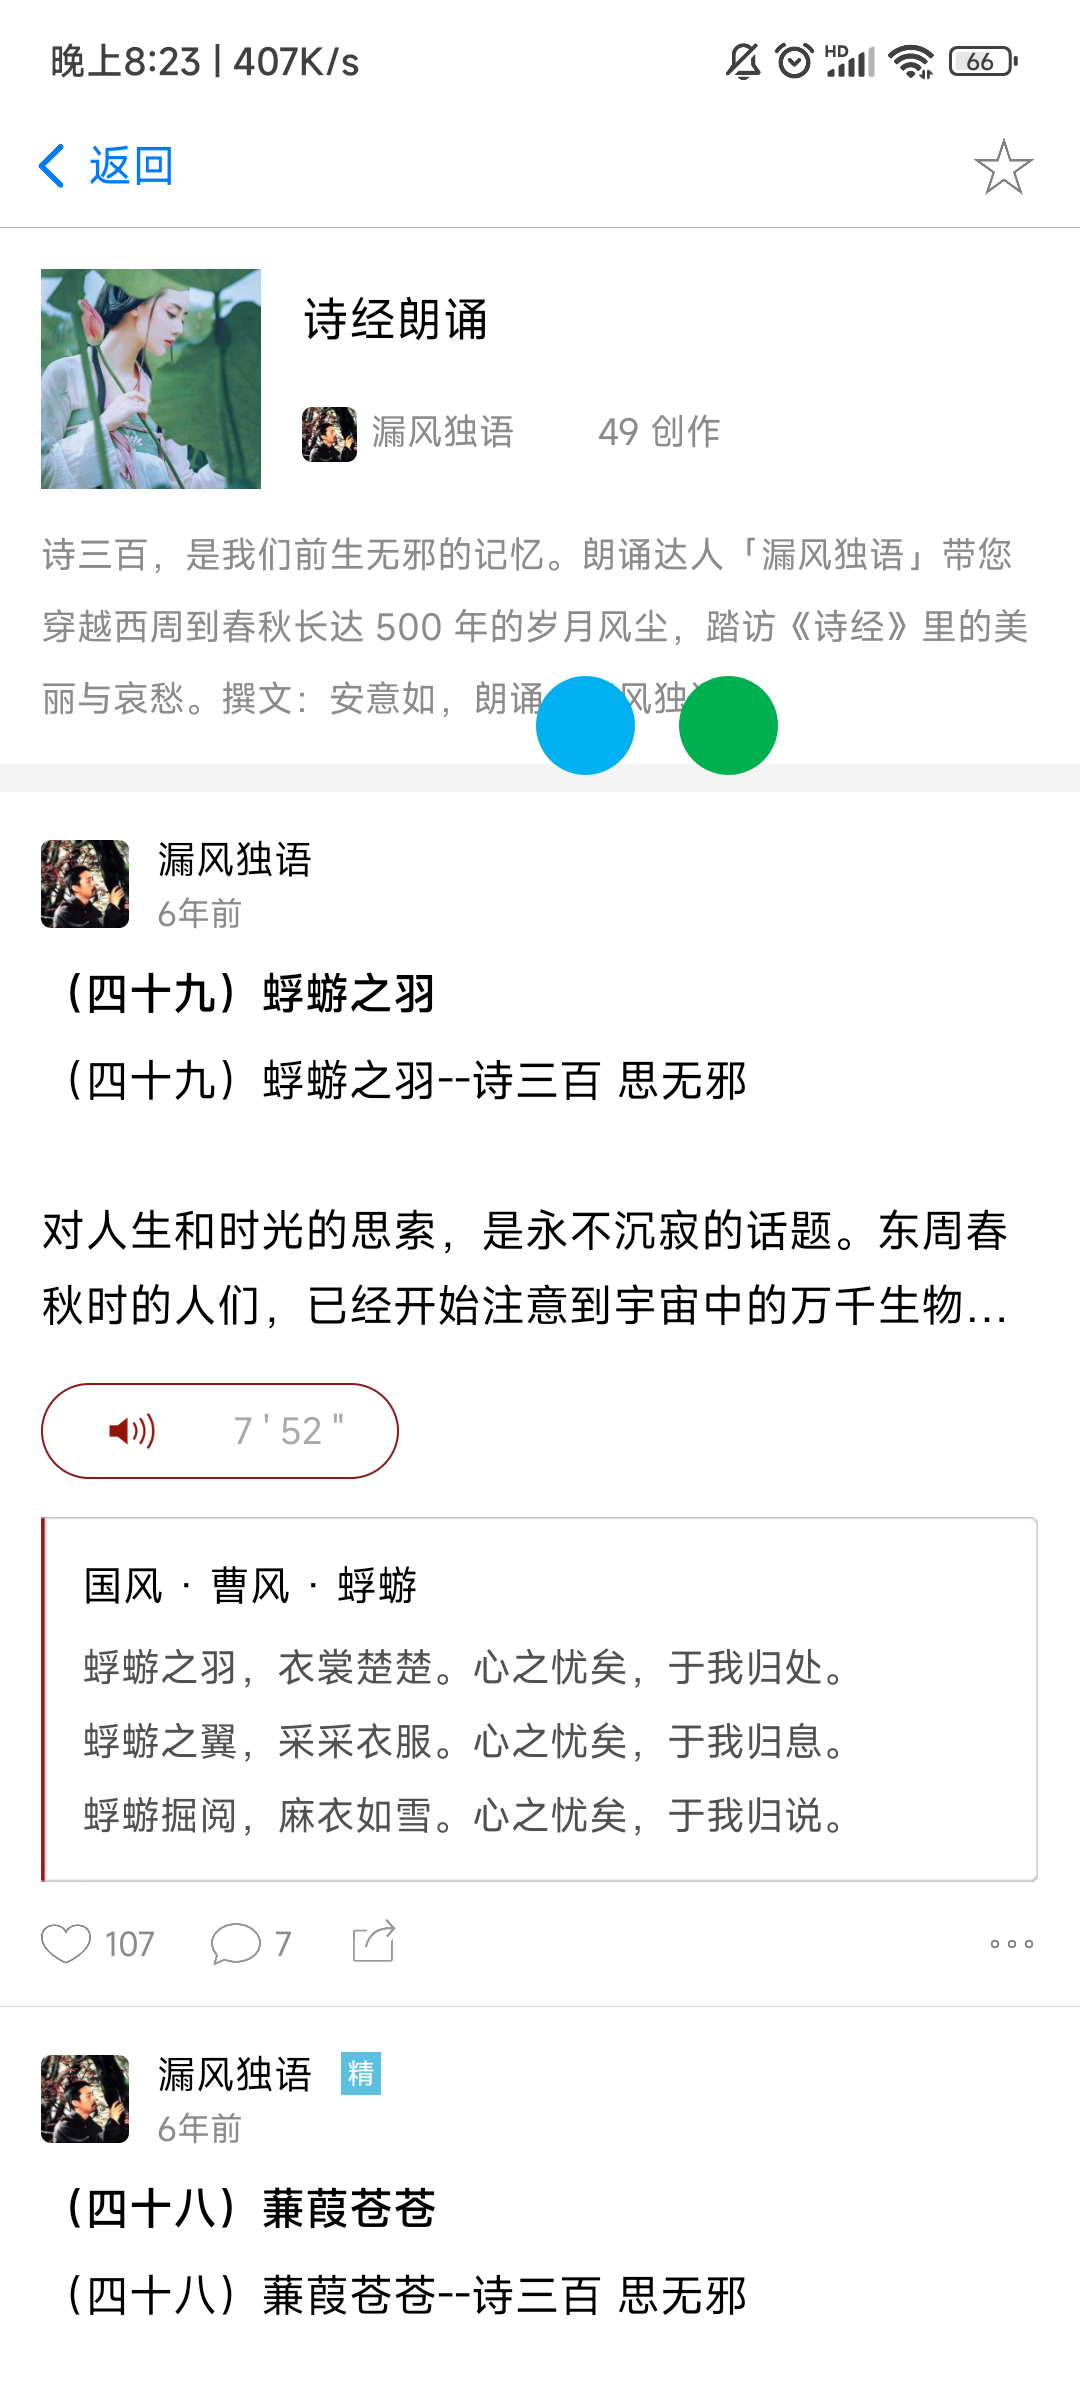 晚上8:23 | 407K/s
HD
66
返回
诗经朗诵
漏风独语 49 创作
诗三百，是我们前生无邪的记忆。朗诵达人「漏风独语」带您
穿越西周到春秋长达 500 年的岁月风尘，踏访《诗经》里的美
丽与哀愁。撰文：安意如，朗诵 风独
漏风独语
6年前
（四十九）蜉蝣之羽
（四十九）蜉蝣之羽--诗三百 思无邪
对人生和时光的思索，是永不沉寂的话题。东周春
秋时的人们，已经开始注意到宇宙中的万千生物...
7 ' 52 "
国风 · 曹风 · 蜉蝣
蜉蝣之羽，衣裳楚楚。心之忧矣，于我归处。
蜉蝣之翼，采采衣服。心之忧矣，于我归息。
蜉蝣掘阅，麻衣如雪。心之忧矣，于我归说。
107 7
漏风独语 精
6年前
（四十八）蒹葭苍苍
（四十八）蒹葭苍苍--诗三百 思无邪